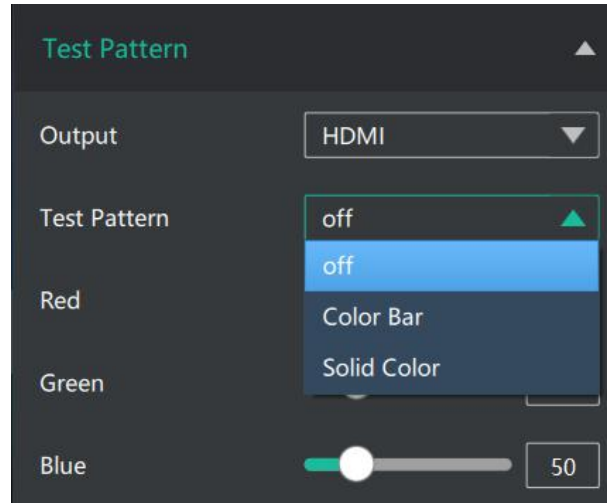 Test Pattern
Output HDMI
Test Pattern off
off
Red
Color Bar
Solid Color
Green
Blue 50